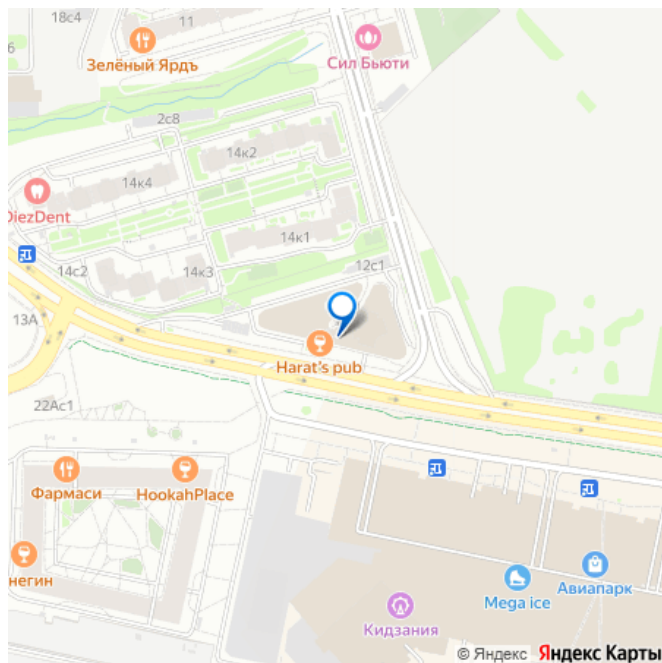 18с4
11
6
Зелёный Ярдъ
Сил Бьюти
2с8
14к2
14к4
DiezDent
14к1
14с2
14к3
12с1
13А
Harat's pub
22Ас1
Фармаси
HookahPlace
негин
Авиапарк
Mega ice
Кидзания
© Яндекс Яндекс Карты